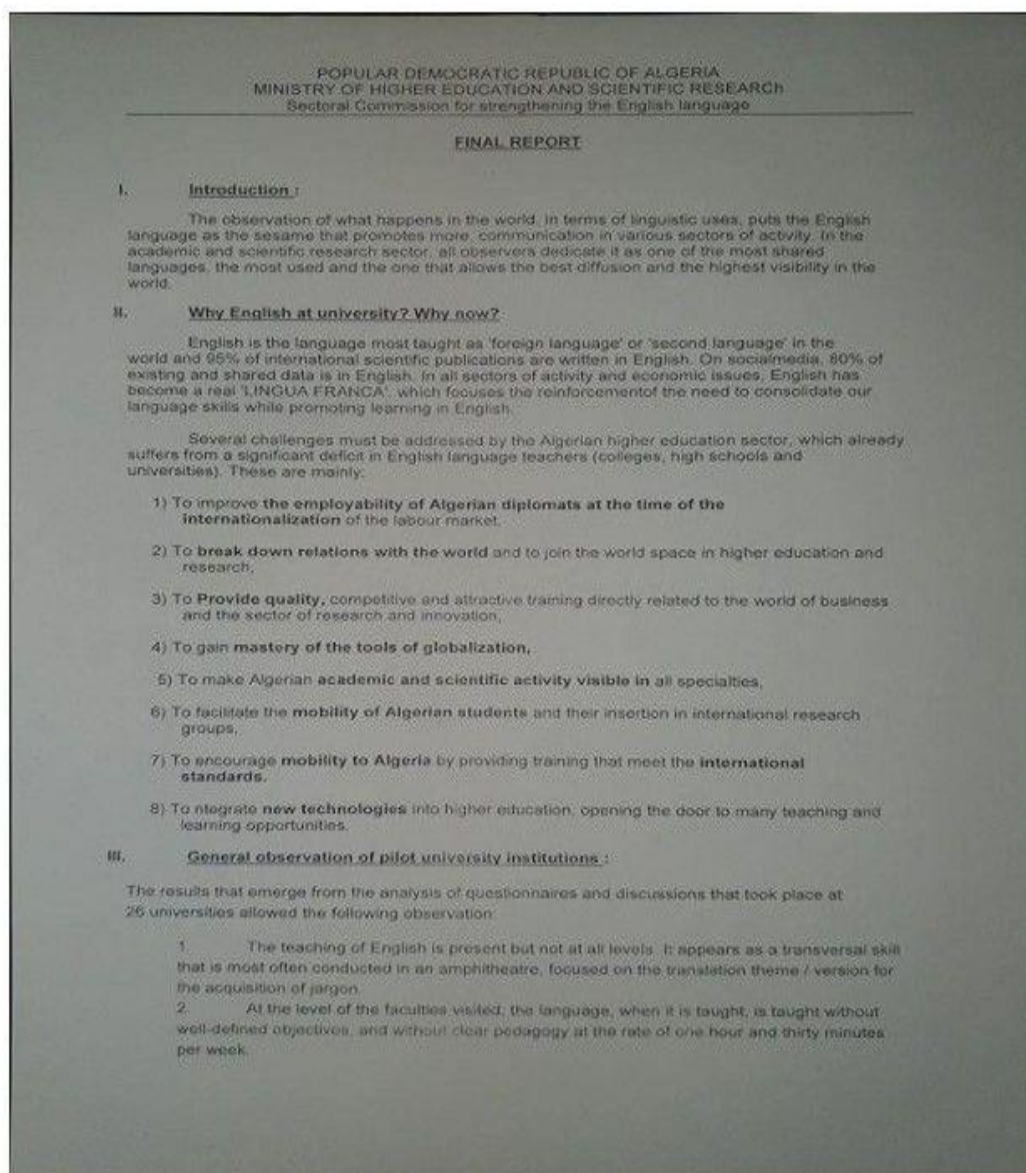 POPULAR DEMOCRATIC REPUBLIC OF ALGERIA
MINISTRY OF HIGHER EDUCATION AND SCIENTIFIC RESEARCh
Sectoral Commission for strengthening the English language
FINAL REPORT
I. Introduction :
The observation of what happens in the world, in terms of linguistic uses, puts the English
language as the sesame that promotes more, communication in various sectors of activity. In the
academic and scientific research sector, all observers dedicate it as one of the most shared
languages, the most used and the one that allows the best diffusion and the highest visibility in the
world.
II. Why English at university? Why now?
English is the language most taught as 'foreign language' or 'second language' in the
world and 95% of international scientific publications are written in English. On socialmedia, 80% of
existing and shared data is in English. In all sectors of activity and economic issues, English has
become a real 'LINGUA FRANCA', which focuses the reinforcementof the need to consolidate our
language skills while promoting learning in English.
Several challenges must be addressed by the Algerian higher education sector, which already
suffers from a significant deficit in English language teachers (colleges, high schools and
universities). These are mainly:
1) To improve the employability of Algerian diplomats at the time of the
internationalization of the labour market,
2) To break down relations with the world and to join the world space in higher education and
research,
3) To Provide quality, competitive and attractive training directly related to the world of business
and the sector of research and innovation,
4) To gain mastery of the tools of globalization,
5) To make Algerian academic and scientific activity visible in all specialties,
6) To facilitate the mobility of Algerian students and their insertion in international research
groups,
7) To encourage mobility to Algeria by providing training that meet the international
standards.
8) To ntegrate new technologies into higher education, opening the door to many teaching and
learning opportunities.
III. General observation of pilot university institutions :
The results that emerge from the analysis of questionnaires and discussions that took place at
26 universities allowed the following observation:
1. The teaching of English is present but not at all levels. It appears as a transversal skill
that is most often conducted in an amphitheatre, focused on the translation theme / version for
the acquisition of jargon.
2. At the level of the faculties visited, the language, when it is taught, is taught without
well-defined objectives, and without clear pedagogy at the rate of one hour and thirty minutes
per week.